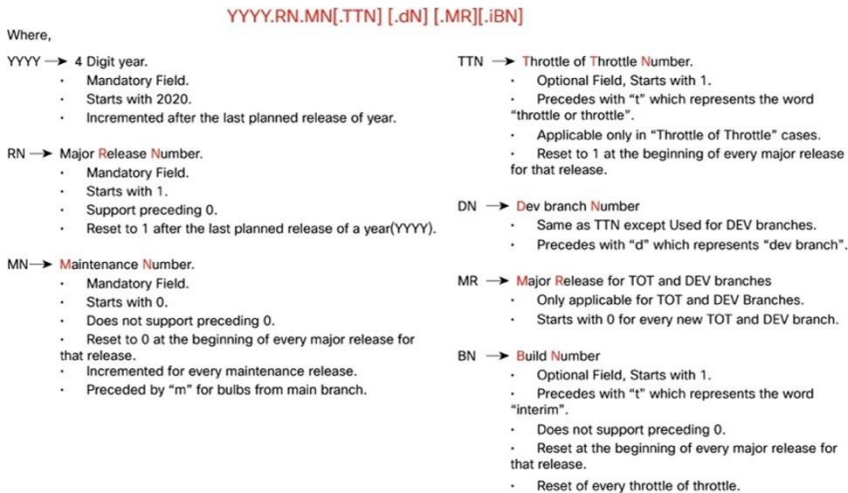 YYYY.RN.MN[.TTN] [.dN] [.MR][.iBN]
Where,
YYYY → 4 Digit year.
· Mandatory Field.
· Starts with 2020.
· Incremented after the last planned release of year.
RN → Major Release Number.
· Mandatory Field.
· Starts with 1.
· Support preceding 0.
· Reset to 1 after the last planned release of a year(YYYY).
MN → Maintenance Number.
· Mandatory Field.
· Starts with 0.
· Does not support preceding 0.
· Reset to 0 at the beginning of every major release for
that release.
· Incremented for every maintenance release.
· Preceded by “m” for bulbs from main branch.
TTN → Throttle of Throttle Number.
· Optional Field, Starts with 1.
· Precedes with “t” which represents the word
“throttle or throttle”.
· Applicable only in “Throttle of Throttle” cases.
· Reset to 1 at the beginning of every major release
for that release.
DN → Dev branch Number
· Same as TTN except Used for DEV branches.
· Precedes with “d” which represents “dev branch”.
MR → Major Release for TOT and DEV branches
· Only applicable for TOT and DEV Branches.
· Starts with 0 for every new TOT and DEV branch.
BN → Build Number
· Optional Field, Starts with 1.
· Precedes with “t” which represents the word
“interim”.
· Does not support preceding 0.
· Reset at the beginning of every major release for
that release.
· Reset of every throttle of throttle.